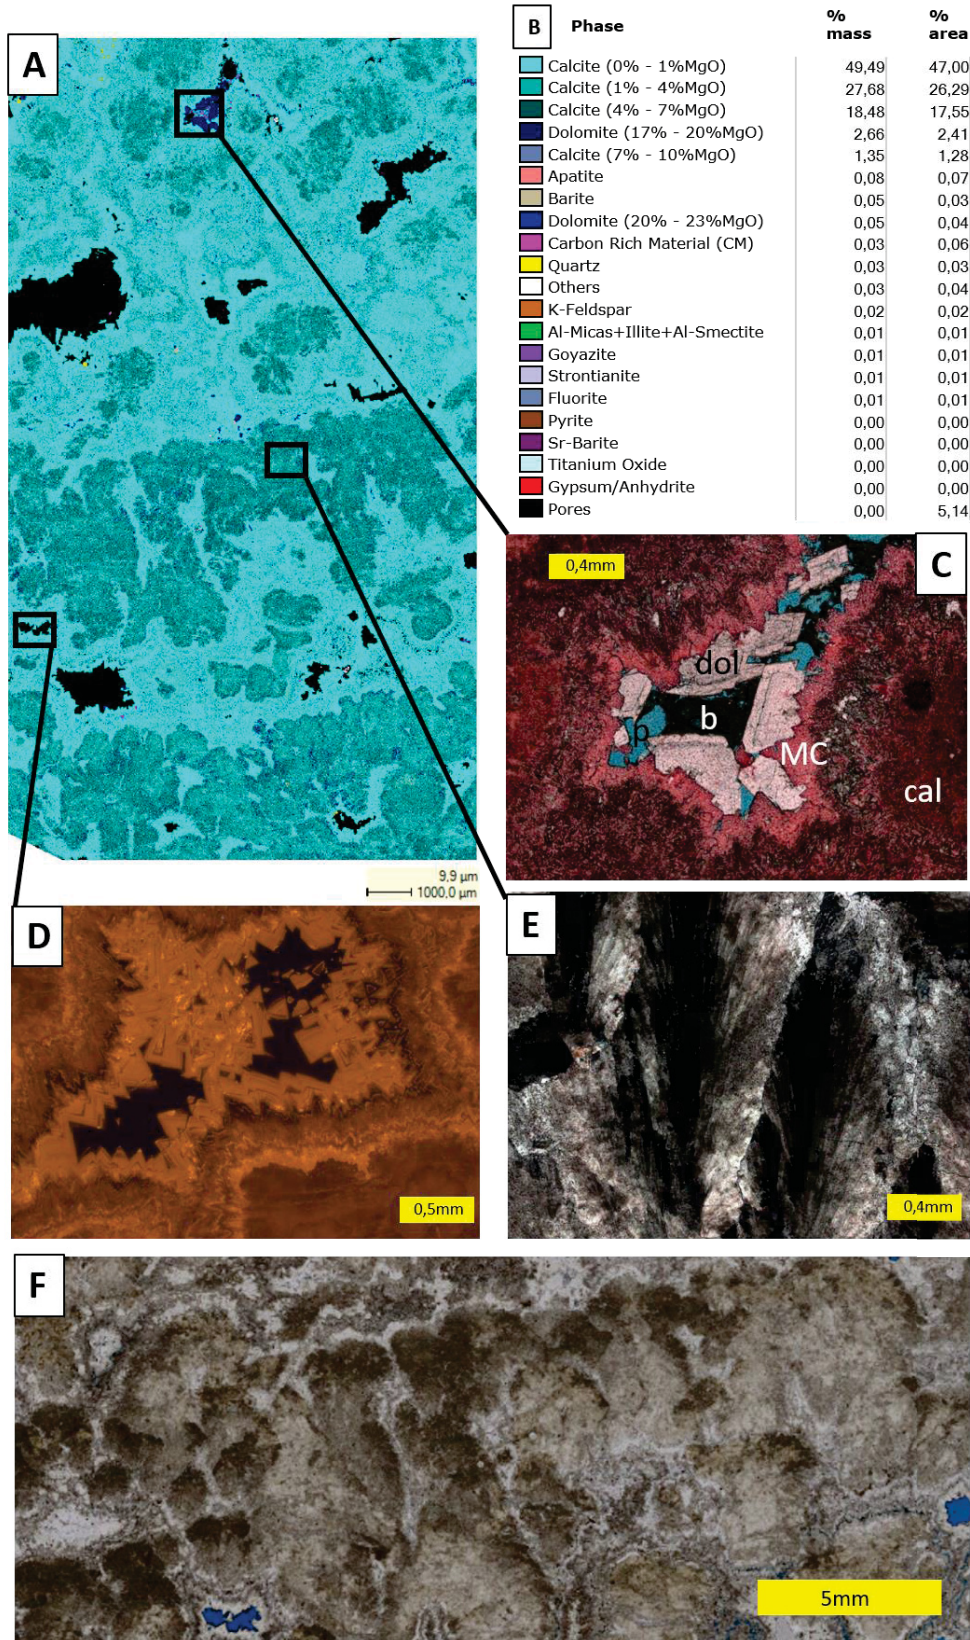 A
B Phase % mass % area
Calcite (0% - 1%MgO) 49,49 47,00
Calcite (1% - 4%MgO) 27,68 26,29
Calcite (4% - 7%MgO) 18,48 17,55
Dolomite (17% - 20%MgO) 2,66 2,41
Calcite (7% - 10%MgO) 1,35 1,28
Apatite 0,08 0,07
Barite 0,05 0,03
Dolomite (20% - 23%MgO) 0,05 0,04
Carbon Rich Material (CM) 0,03 0,06
Quartz 0,03 0,03
Others 0,03 0,04
K-Feldspar 0,02 0,02
Al-Micas+Illite+Al-Smectite 0,01 0,01
Goyazite 0,01 0,01
Strontianite 0,01 0,01
Fluorite 0,01 0,01
Pyrite 0,00 0,00
Sr-Barite 0,00 0,00
Titanium Oxide 0,00 0,00
Gypsum/Anhydrite 0,00 0,00
Pores 0,00 5,14
9,9 µm
1000,0 µm
C
0,4mm
dol
b
p
MC
cal
D
0,5mm
E
0,4mm
F
5mm